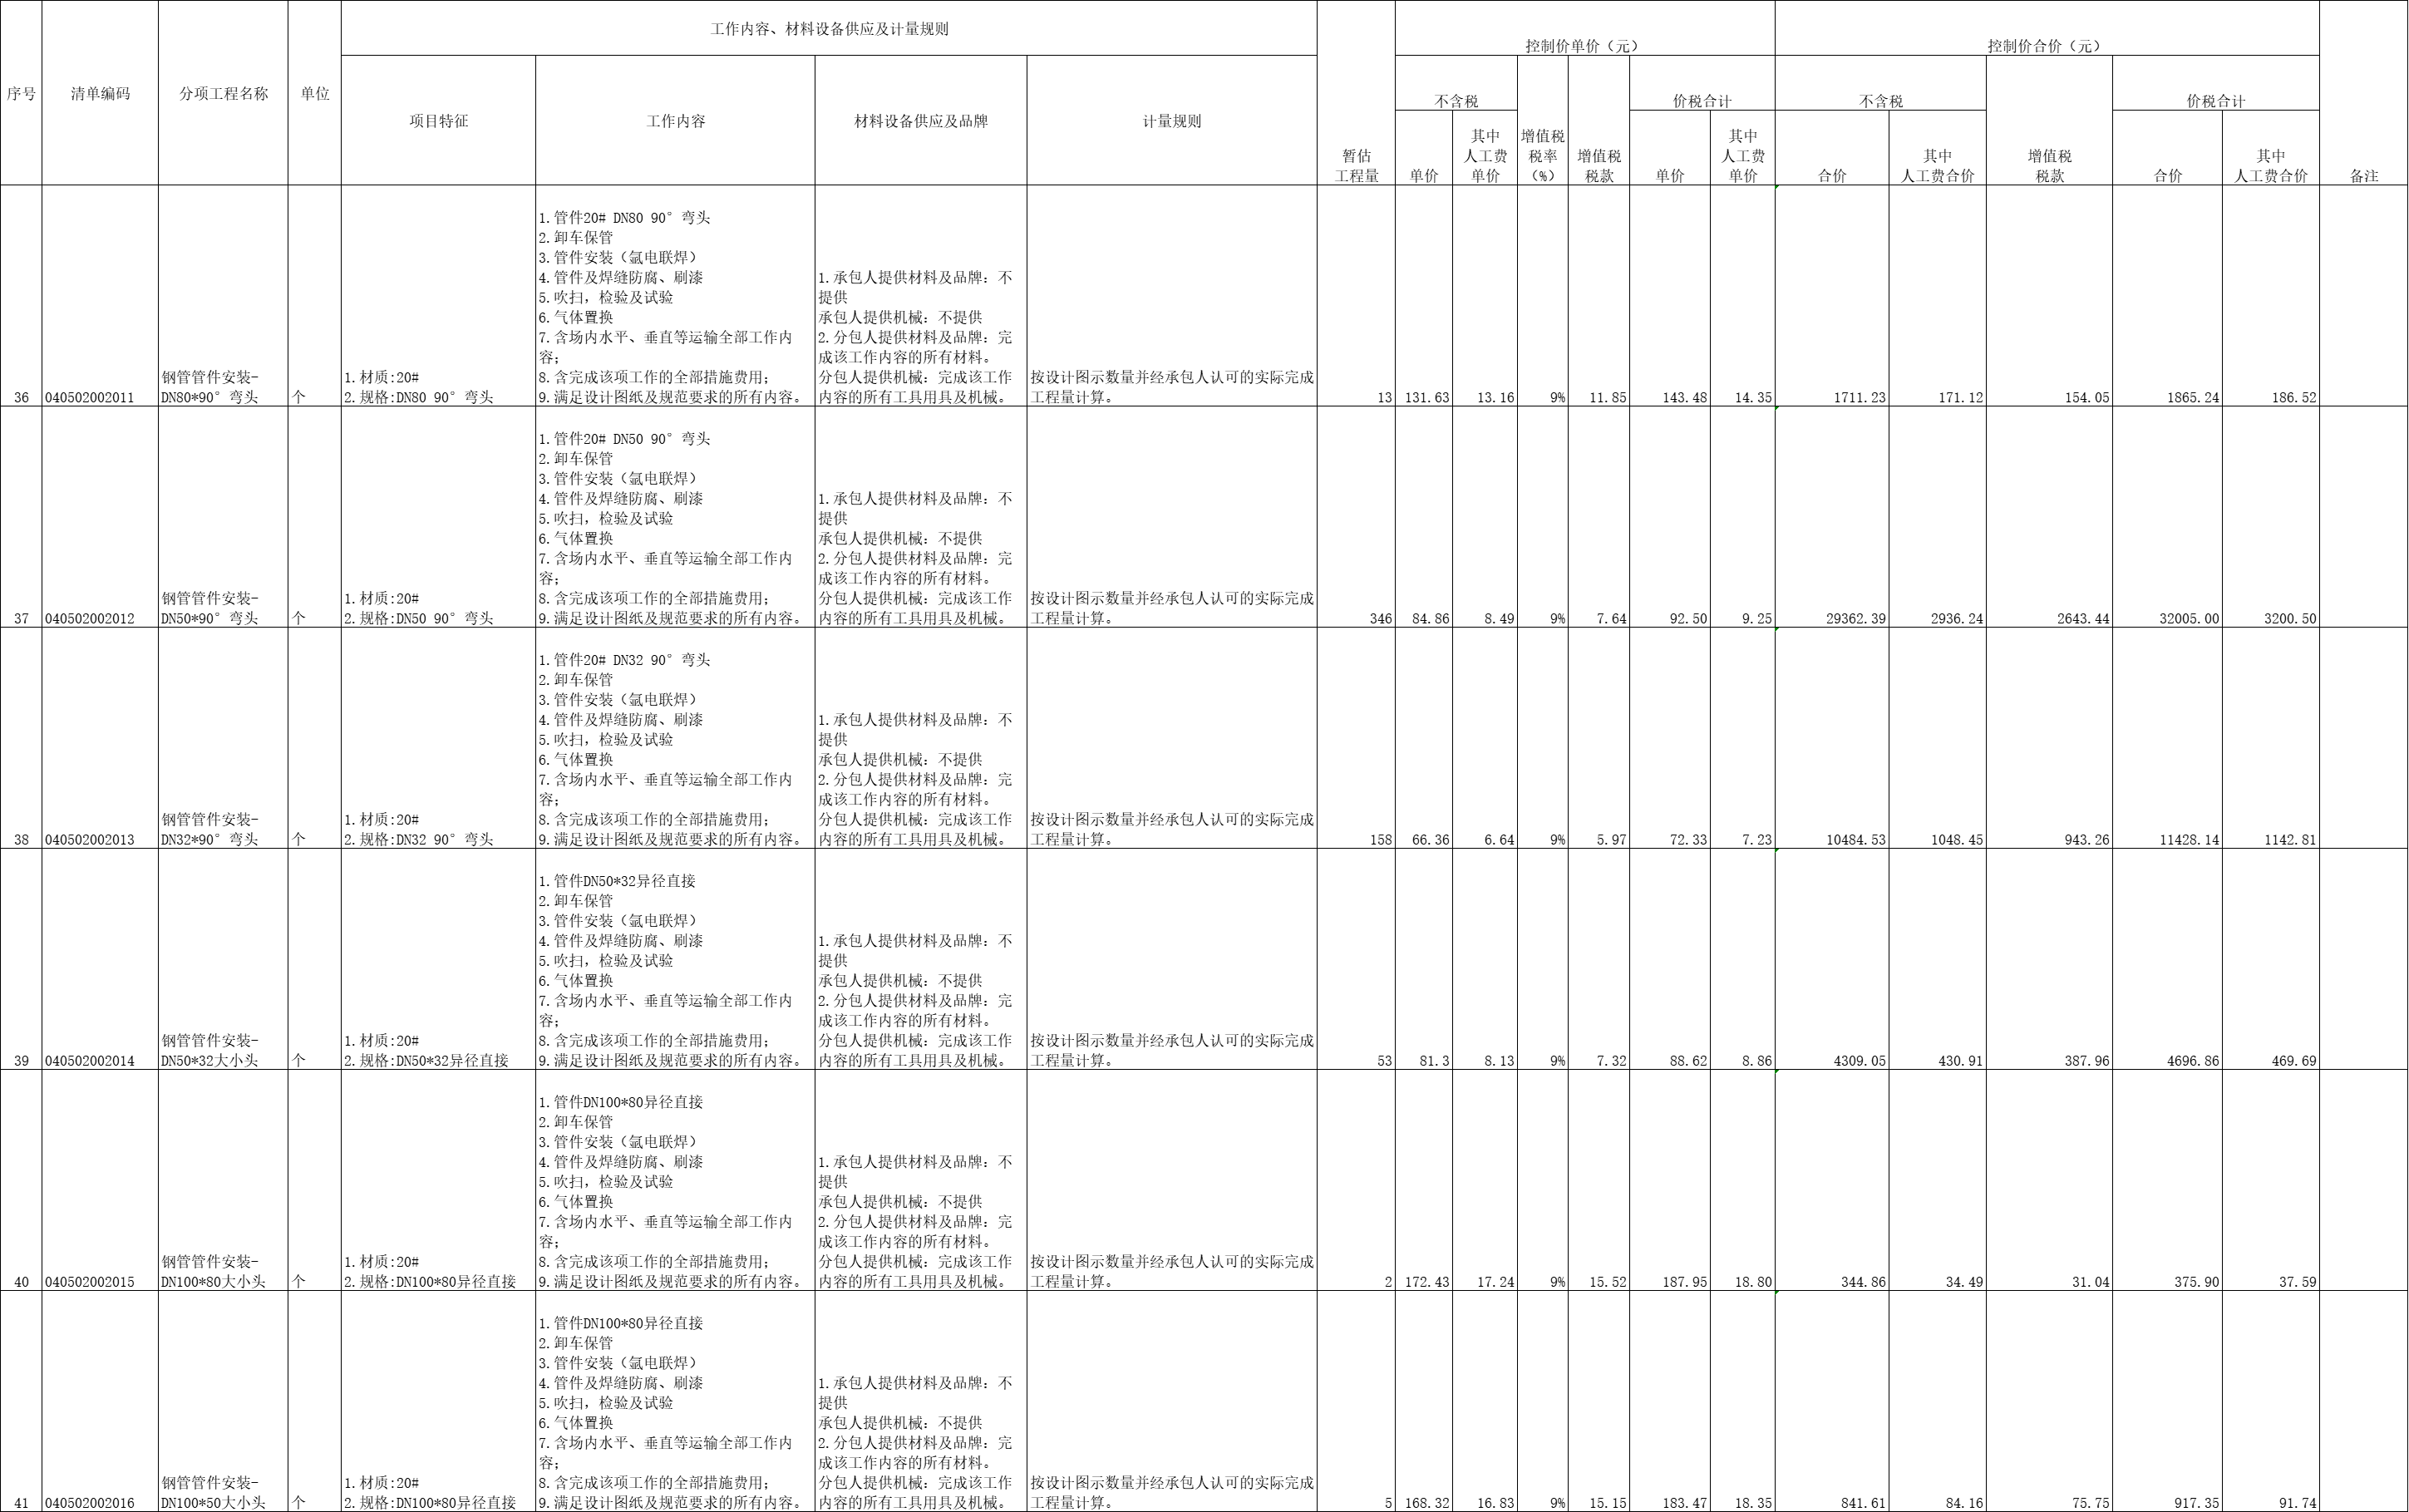 工作内容、材料设备供应及计量规则
控制价单价（元）
控制价合价（元）
序号
清单编码
分项工程名称
单位
项目特征
工作内容
材料设备供应及品牌
计量规则
暂估
工程量
不含税
增值税
税率
（%）
增值税
税款
价税合计
不含税
增值税
税款
价税合计
备注
单价
其中
人工费
单价
单价
其中
人工费
单价
合价
其中
人工费合价
合价
其中
人工费合价
36
040502002011
钢管管件安装-
DN80*90°弯头
个
1.材质:20#
2.规格:DN80 90°弯头
1.管件20# DN80 90°弯头
2.卸车保管
3.管件安装（氩电联焊）
4.管件及焊缝防腐、刷漆
5.吹扫，检验及试验
6.气体置换
7.含场内水平、垂直等运输全部工作内
容；
8.含完成该项工作的全部措施费用；
9.满足设计图纸及规范要求的所有内容。
1.承包人提供材料及品牌：不
提供
承包人提供机械：不提供
2.分包人提供材料及品牌：完
成该工作内容的所有材料。
分包人提供机械：完成该工作
内容的所有工具用具及机械。
按设计图示数量并经承包人认可的实际完成
工程量计算。
13
131.63
13.16
9%
11.85
143.48
14.35
1711.23
171.12
154.05
1865.24
186.52
37
040502002012
钢管管件安装-
DN50*90°弯头
个
1.材质:20#
2.规格:DN50 90°弯头
1.管件20# DN50 90°弯头
2.卸车保管
3.管件安装（氩电联焊）
4.管件及焊缝防腐、刷漆
5.吹扫，检验及试验
6.气体置换
7.含场内水平、垂直等运输全部工作内
容；
8.含完成该项工作的全部措施费用；
9.满足设计图纸及规范要求的所有内容。
1.承包人提供材料及品牌：不
提供
承包人提供机械：不提供
2.分包人提供材料及品牌：完
成该工作内容的所有材料。
分包人提供机械：完成该工作
内容的所有工具用具及机械。
按设计图示数量并经承包人认可的实际完成
工程量计算。
346
84.86
8.49
9%
7.64
92.50
9.25
29362.39
2936.24
2643.44
32005.00
3200.50
38
040502002013
钢管管件安装-
DN32*90°弯头
个
1.材质:20#
2.规格:DN32 90°弯头
1.管件20# DN32 90°弯头
2.卸车保管
3.管件安装（氩电联焊）
4.管件及焊缝防腐、刷漆
5.吹扫，检验及试验
6.气体置换
7.含场内水平、垂直等运输全部工作内
容；
8.含完成该项工作的全部措施费用；
9.满足设计图纸及规范要求的所有内容。
1.承包人提供材料及品牌：不
提供
承包人提供机械：不提供
2.分包人提供材料及品牌：完
成该工作内容的所有材料。
分包人提供机械：完成该工作
内容的所有工具用具及机械。
按设计图示数量并经承包人认可的实际完成
工程量计算。
158
66.36
6.64
9%
5.97
72.33
7.23
10484.53
1048.45
943.26
11428.14
1142.81
39
040502002014
钢管管件安装-
DN50*32大小头
个
1.材质:20#
2.规格:DN50*32异径直接
1.管件DN50*32异径直接
2.卸车保管
3.管件安装（氩电联焊）
4.管件及焊缝防腐、刷漆
5.吹扫，检验及试验
6.气体置换
7.含场内水平、垂直等运输全部工作内
容；
8.含完成该项工作的全部措施费用；
9.满足设计图纸及规范要求的所有内容。
1.承包人提供材料及品牌：不
提供
承包人提供机械：不提供
2.分包人提供材料及品牌：完
成该工作内容的所有材料。
分包人提供机械：完成该工作
内容的所有工具用具及机械。
按设计图示数量并经承包人认可的实际完成
工程量计算。
53
81.3
8.13
9%
7.32
88.62
8.86
4309.05
430.91
387.96
4696.86
469.69
40
040502002015
钢管管件安装-
DN100*80大小头
个
1.材质:20#
2.规格:DN100*80异径直接
1.管件DN100*80异径直接
2.卸车保管
3.管件安装（氩电联焊）
4.管件及焊缝防腐、刷漆
5.吹扫，检验及试验
6.气体置换
7.含场内水平、垂直等运输全部工作内
容；
8.含完成该项工作的全部措施费用；
9.满足设计图纸及规范要求的所有内容。
1.承包人提供材料及品牌：不
提供
承包人提供机械：不提供
2.分包人提供材料及品牌：完
成该工作内容的所有材料。
分包人提供机械：完成该工作
内容的所有工具用具及机械。
按设计图示数量并经承包人认可的实际完成
工程量计算。
2
172.43
17.24
9%
15.52
187.95
18.80
344.86
34.49
31.04
375.90
37.59
41
040502002016
钢管管件安装-
DN100*50大小头
个
1.材质:20#
2.规格:DN100*80异径直接
1.管件DN100*80异径直接
2.卸车保管
3.管件安装（氩电联焊）
4.管件及焊缝防腐、刷漆
5.吹扫，检验及试验
6.气体置换
7.含场内水平、垂直等运输全部工作内
容；
8.含完成该项工作的全部措施费用；
9.满足设计图纸及规范要求的所有内容。
1.承包人提供材料及品牌：不
提供
承包人提供机械：不提供
2.分包人提供材料及品牌：完
成该工作内容的所有材料。
分包人提供机械：完成该工作
内容的所有工具用具及机械。
按设计图示数量并经承包人认可的实际完成
工程量计算。
5
168.32
16.83
9%
15.15
183.47
18.35
841.61
84.16
75.75
917.35
91.74